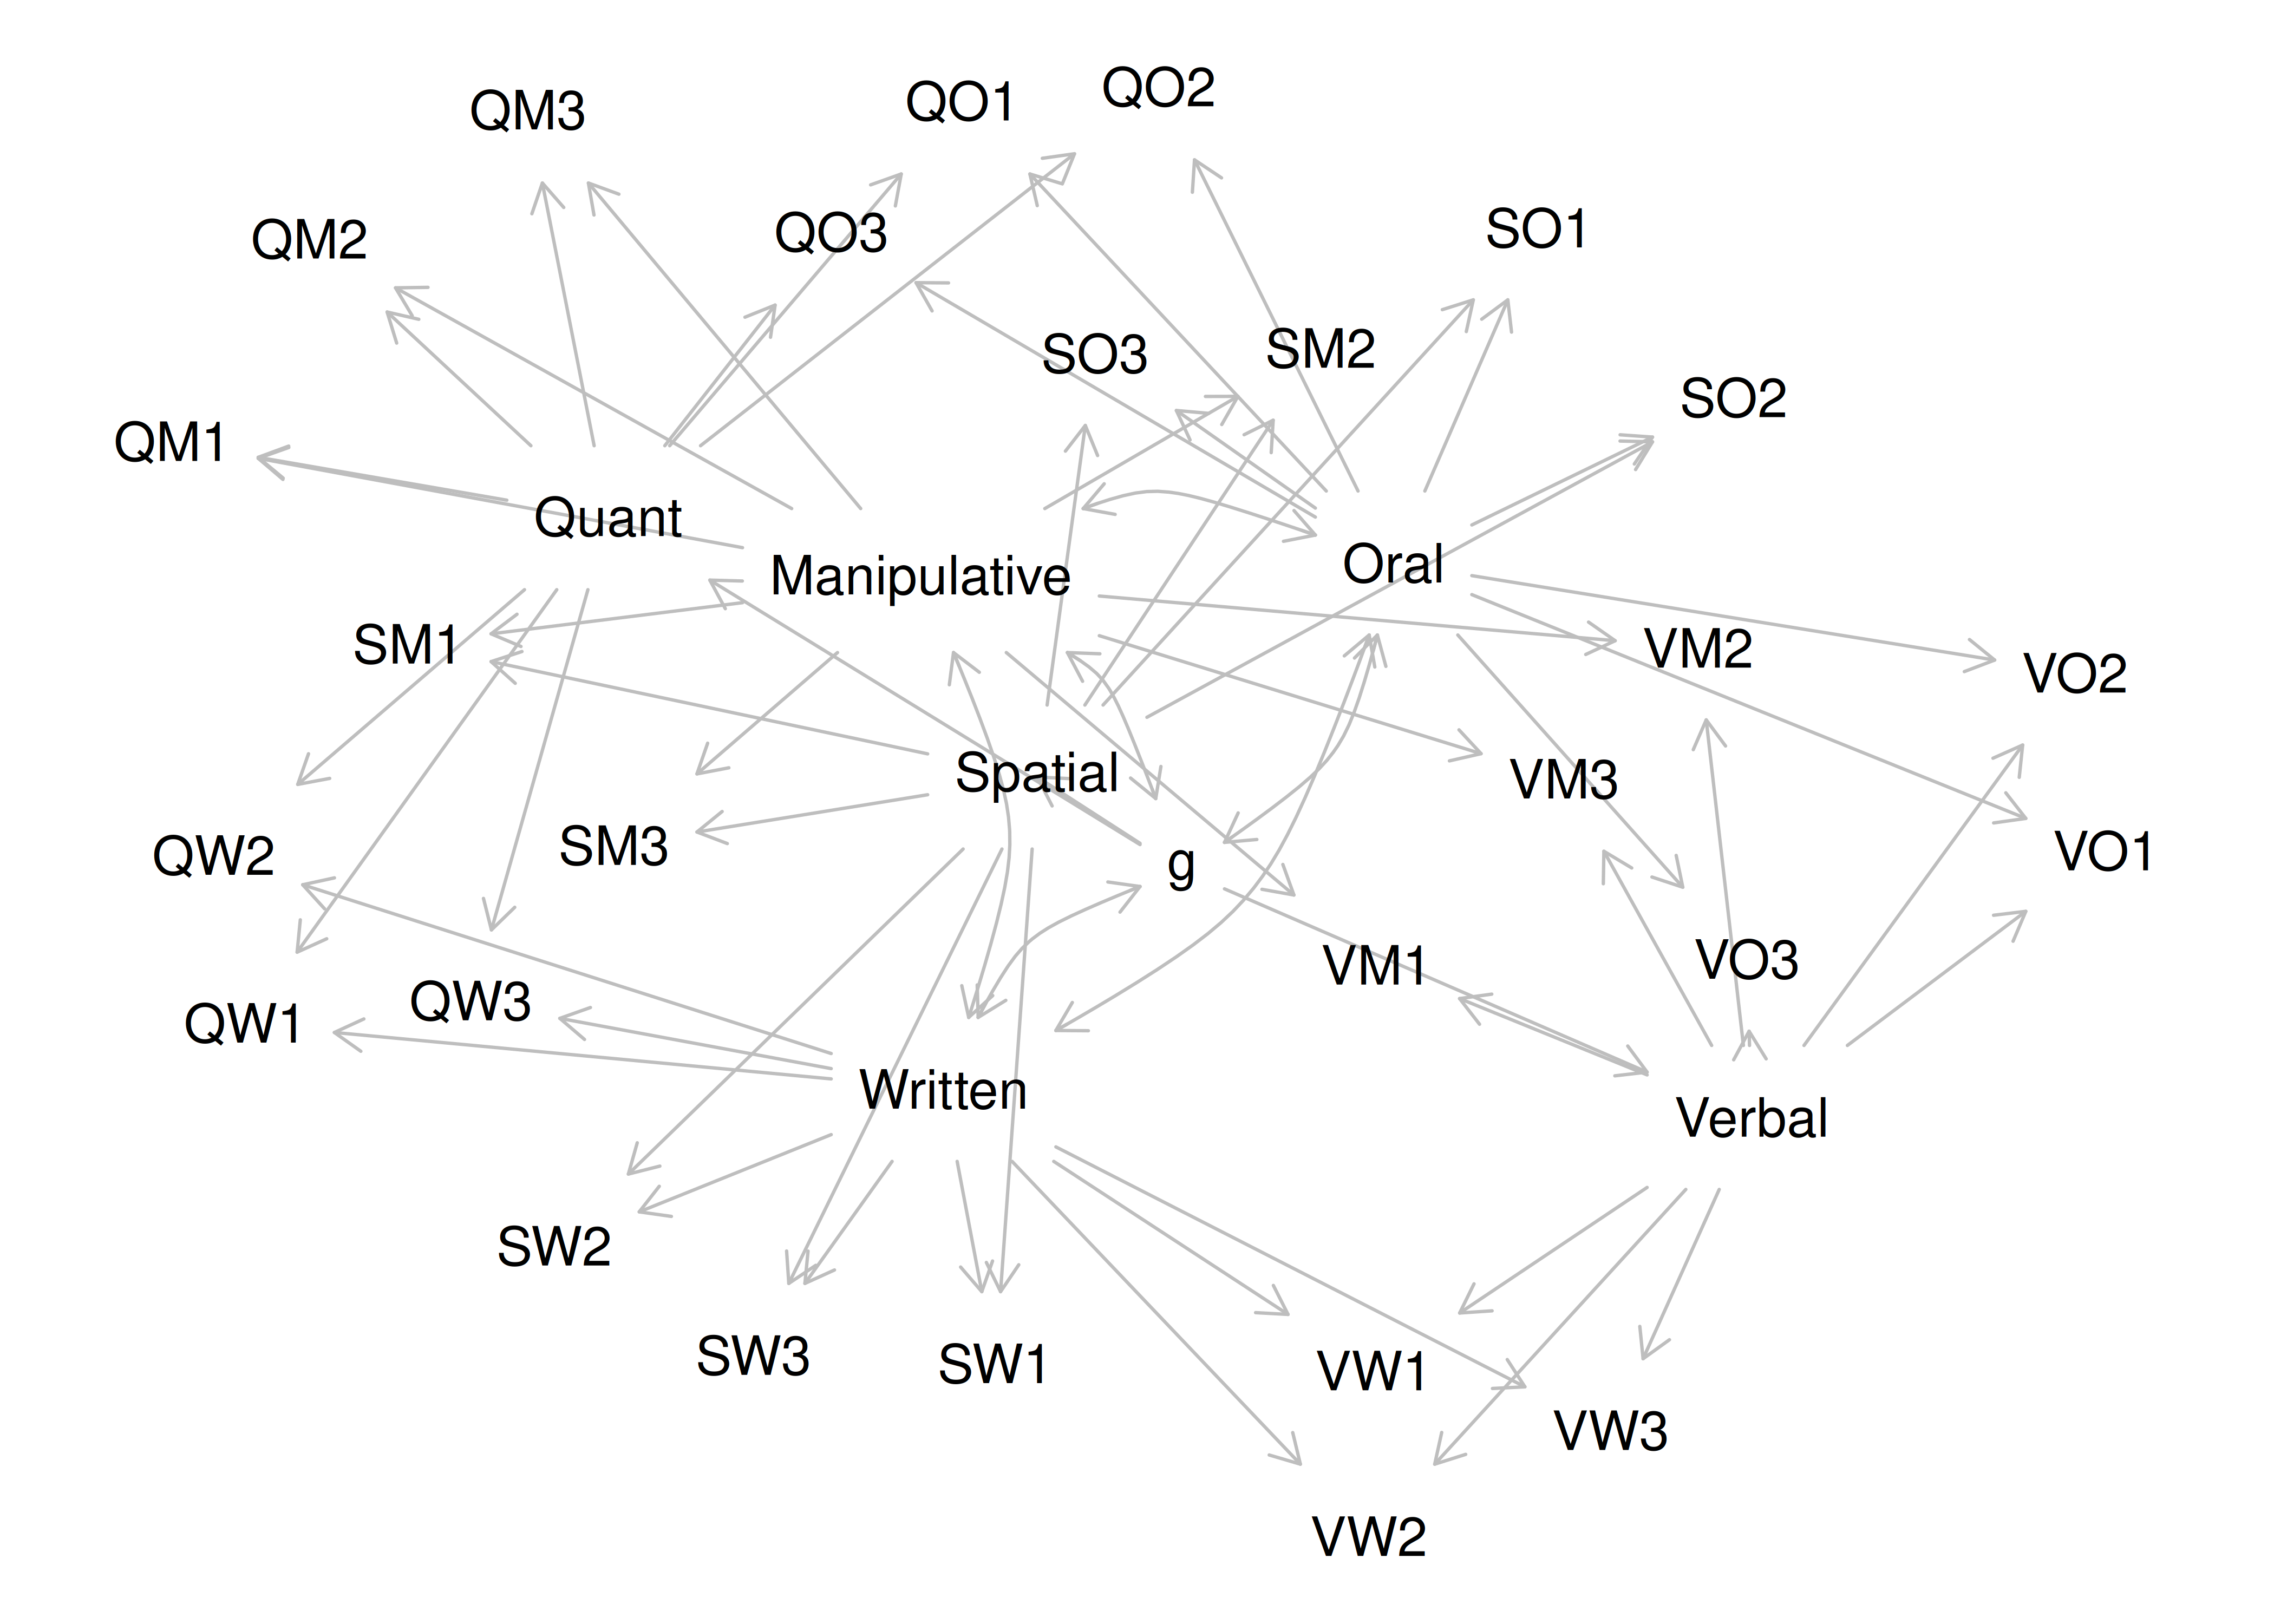 QO2
QO1
QM3
SO1
QO3
QM2
SM2
SO3
SO2
QM1
Quant
Oral
Manipulative
SM1
VM2
VO2
Spatial
VM3
SM3
VO1
QW2
g
VO3
VM1
QW3
QW1
Written
Verbal
SW2
SW3
SW1
VW1
VW3
VW2